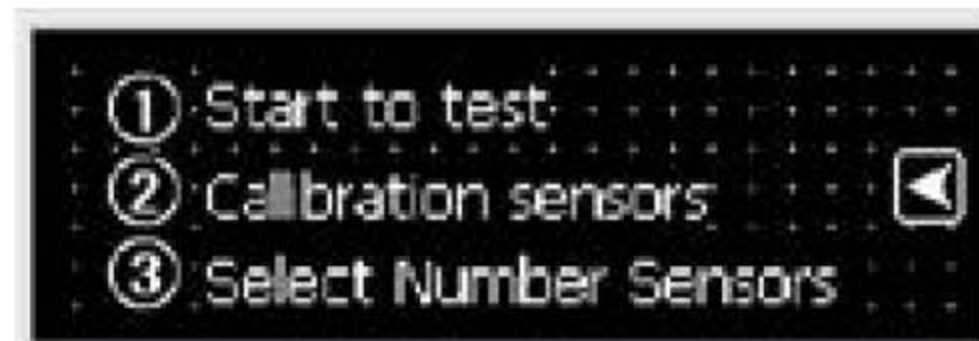 ① Start to test
② Calibration sensors
③ Select Number Sensors